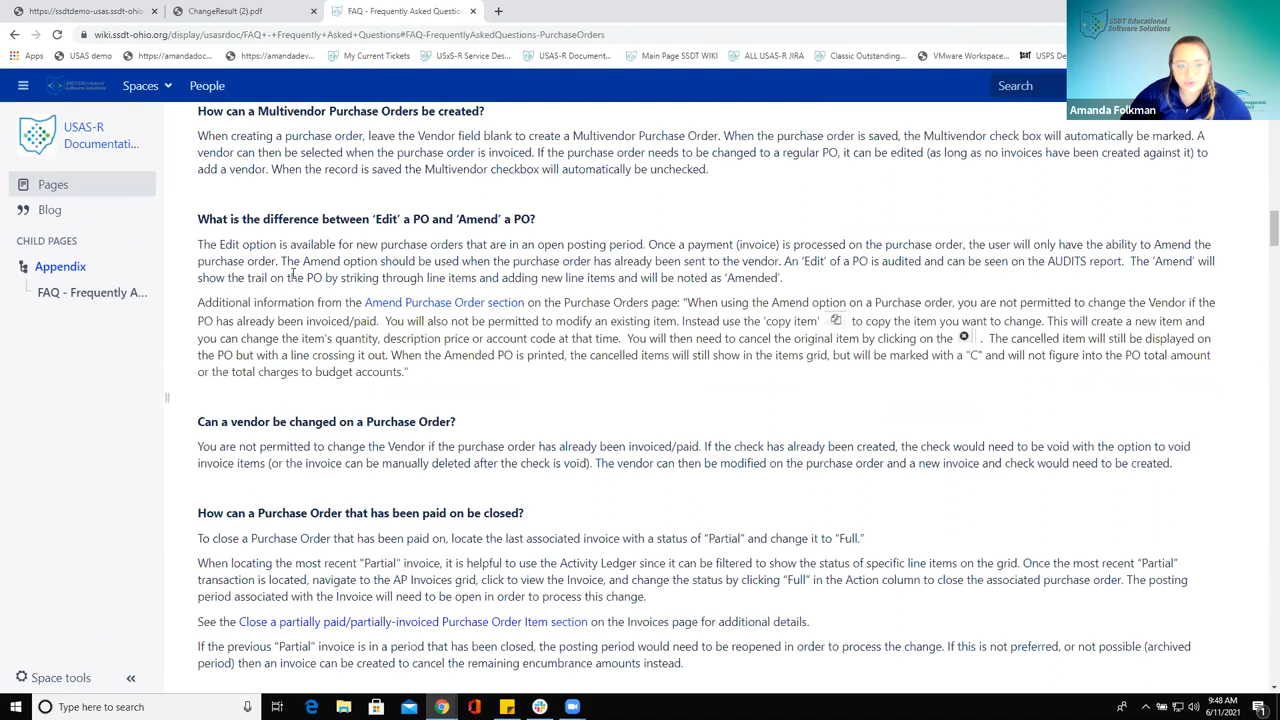 https://ssdtdemo-usas.ssdt-ohio
ChangeResult (2).pdf
FAQ - Frequently Asked Questio
wiki.ssdt-ohio.org/display/usasrdoc/FAQ+-+Frequently+Asked+Questions#FAQ-FrequentlyAskedQuestions-PurchaseOrders
Apps
USAS demo
https://amandadoc...
https://amandadev...
My Current Tickets
USxS-R Service Des...
USAS-R Document...
Main Page SSDT Wiki
ALL USAS-R JIRA
Classic Outstanding...
VMware Workspace...
USPS De
SSDT Educational
Software Solutions
Amanda Folkman
Spaces
People
Search
USAS-R
Documentati...
Pages
Blog
CHILD PAGES
Appendix
FAQ - Frequently A...
Space tools
How can a Multivendor Purchase Orders be created?
When creating a purchase order, leave the Vendor field blank to create a Multivendor Purchase Order. When the purchase order is saved, the Multivendor check box will automatically be marked. A
vendor can then be selected when the purchase order is invoiced. If the purchase order needs to be changed to a regular PO, it can be edited (as long as no invoices have been created against it) to
add a vendor. When the record is saved the Multivendor checkbox will automatically be unchecked.
What is the difference between ‘Edit’ a PO and ‘Amend’ a PO?
The Edit option is available for new purchase orders that are in an open posting period. Once a payment (invoice) is processed on the purchase order, the user will only have the ability to Amend the
purchase order. The Amend option should be used when the purchase order has already been sent to the vendor. An ‘Edit’ of a PO is audited and can be seen on the AUDITS report. The ‘Amend’ will
show the trail on the PO by striking through line items and adding new line items and will be noted as ‘Amended’.
Additional information from the Amend Purchase Order section on the Purchase Orders page: "When using the Amend option on a Purchase order, you are not permitted to change the Vendor if the
PO has already been invoiced/paid. You will also not be permitted to modify an existing item. Instead use the 'copy item' to copy the item you want to change. This will create a new item and
you can change the item's quantity, description price or account code at that time. You will then need to cancel the original item by clicking on the . The cancelled item will still be displayed on
the PO but with a line crossing it out. When the Amended PO is printed, the cancelled items will still show in the items grid, but will be marked with a "C" and will not figure into the PO total amount
or the total charges to budget accounts."
Can a vendor be changed on a Purchase Order?
You are not permitted to change the Vendor if the purchase order has already been invoiced/paid. If the check has already been created, the check would need to be void with the option to void
invoice items (or the invoice can be manually deleted after the check is void). The vendor can then be modified on the purchase order and a new invoice and check would need to be created.
How can a Purchase Order that has been paid on be closed?
To close a Purchase Order that has been paid on, locate the last associated invoice with a status of “Partial” and change it to “Full.”
When locating the most recent "Partial" invoice, it is helpful to use the Activity Ledger since it can be filtered to show the status of specific line items on the grid. Once the most recent “Partial”
transaction is located, navigate to the AP Invoices grid, click to view the Invoice, and change the status by clicking “Full” in the Action column to close the associated purchase order. The posting
period associated with the Invoice will need to be open in order to process this change.
See the Close a partially paid/partially-invoiced Purchase Order Item section on the Invoices page for additional details.
If the previous "Partial" invoice is in a period that has been closed, the posting period would need to be reopened in order to process the change. If this is not preferred, or not possible (archived
period) then an invoice can be created to cancel the remaining encumbrance amounts instead.
Type here to search
9:48 AM
6/11/2021